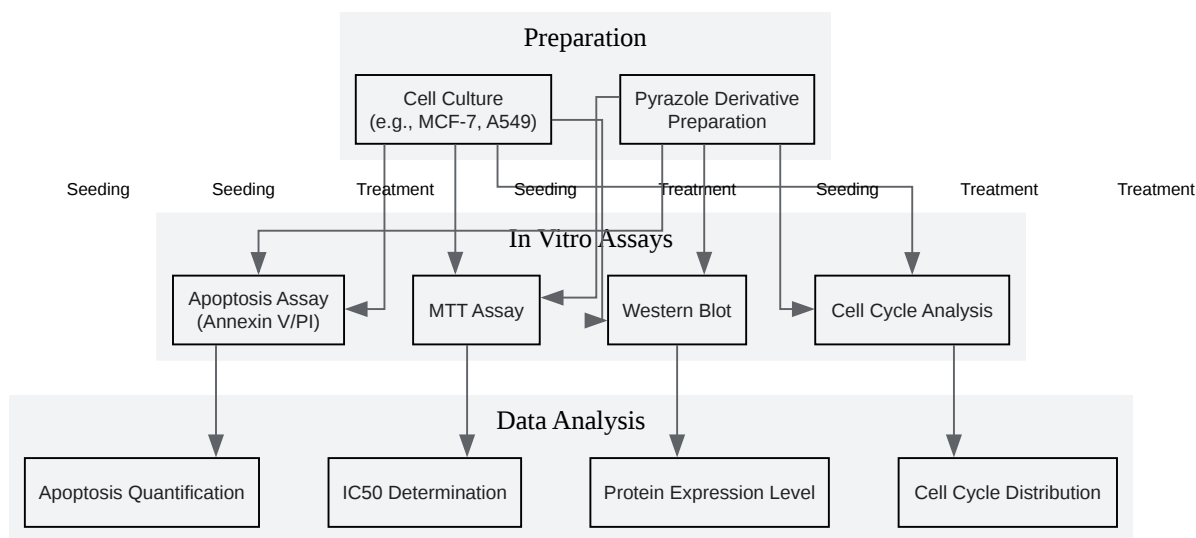 Preparation
Cell Culture
(e.g., MCF-7, A549)
Pyrazole Derivative
Preparation
Seeding
Seeding
Treatment
Seeding
Treatment
Seeding
Treatment
Treatment
In Vitro Assays
Apoptosis Assay
(Annexin V/PI)
MTT Assay
Western Blot
Cell Cycle Analysis
Data Analysis
Apoptosis Quantification
IC50 Determination
Protein Expression Level
Cell Cycle Distribution